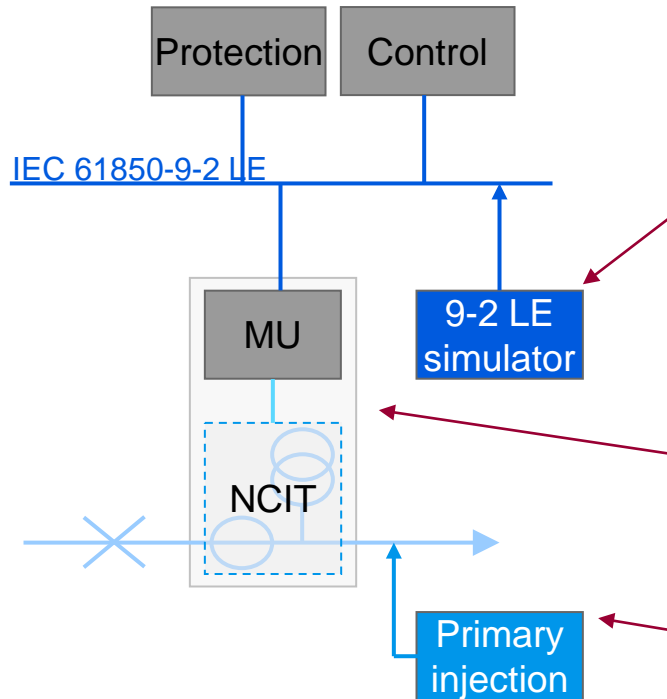 Protection
Control
IEC 61850-9-2 LE
MU
9-2 LE
simulator
NCIT
Primary
injection